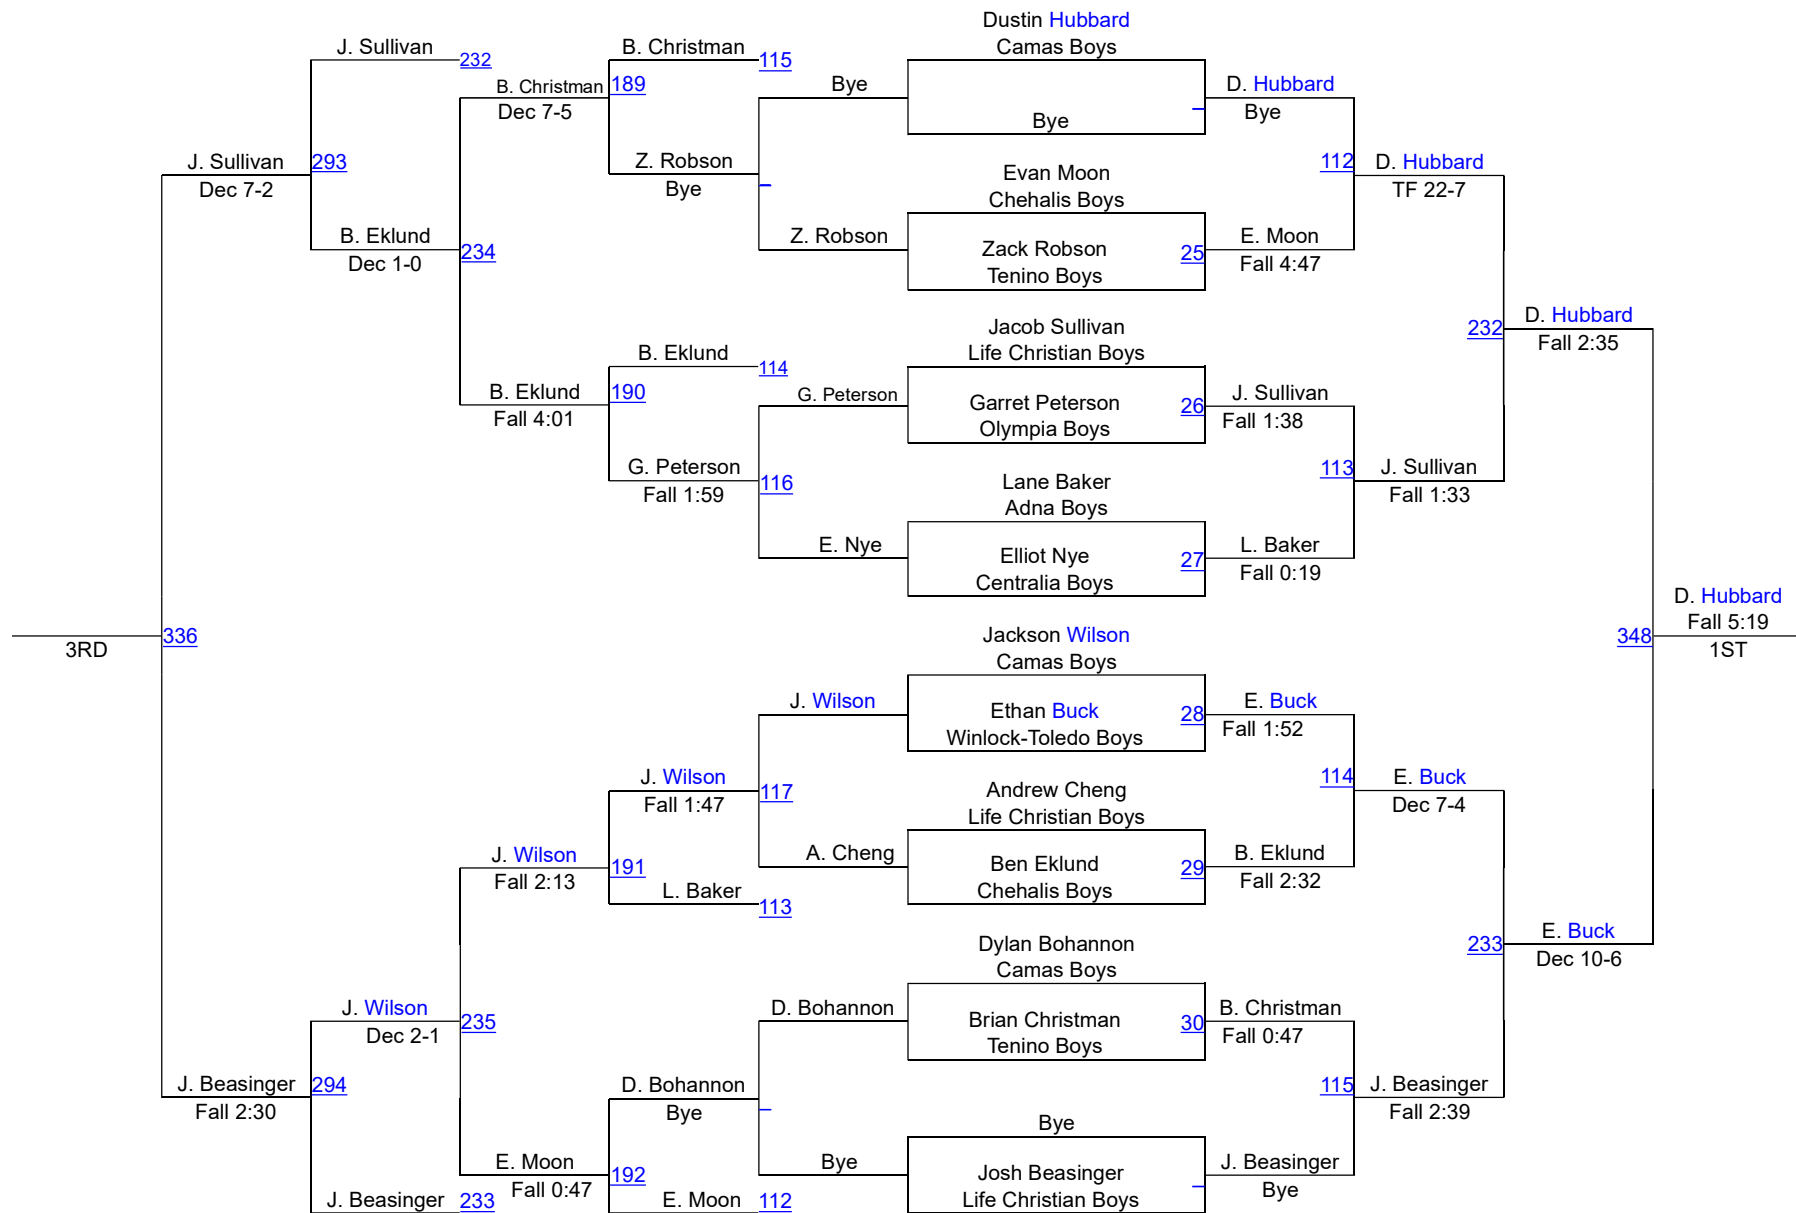 Dustin Hubbard
J. Sullivan
B. Christman
Camas Boys
232
115
B. Christman
189
Bye
D. Hubbard
Dec 7-5
Bye
Bye
J. Sullivan
293
Z. Robson
112
D. Hubbard
Dec 7-2
Bye
Evan Moon
TF 22-7
Chehalis Boys
B. Eklund
234
Z. Robson
Zack Robson
25
E. Moon
Dec 1-0
Tenino Boys
Fall 4:47
Jacob Sullivan
232
D. Hubbard
B. Eklund
114
Life Christian Boys
Fall 2:35
B. Eklund
190
G. Peterson
Garret Peterson
26
J. Sullivan
Fall 4:01
Olympia Boys
Fall 1:38
G. Peterson
116
Lane Baker
113
J. Sullivan
Fall 1:59
Adna Boys
Fall 1:33
E. Nye
Elliot Nye
27
L. Baker
Centralia Boys
Fall 0:19
D. Hubbard
Fall 5:19
336
Jackson Wilson
348
3RD
Camas Boys
1ST
J. Wilson
Ethan Buck
28
E. Buck
Winlock-Toledo Boys
Fall 1:52
J. Wilson
117
Andrew Cheng
114
E. Buck
Fall 1:47
Life Christian Boys
Dec 7-4
J. Wilson
191
A. Cheng
Ben Eklund
29
B. Eklund
Fall 2:13
Chehalis Boys
Fall 2:32
L. Baker
113
Dylan Bohannon
233
E. Buck
Camas Boys
Dec 10-6
J. Wilson
235
D. Bohannon
Brian Christman
30
B. Christman
Dec 2-1
Tenino Boys
Fall 0:47
J. Beasinger
294
D. Bohannon
115
J. Beasinger
Fall 2:30
Bye
Bye
Fall 2:39
E. Moon
192
Bye
Josh Beasinger
J. Beasinger
Fall 0:47
Life Christian Boys
Bye
J. Beasinger
233
E. Moon
112